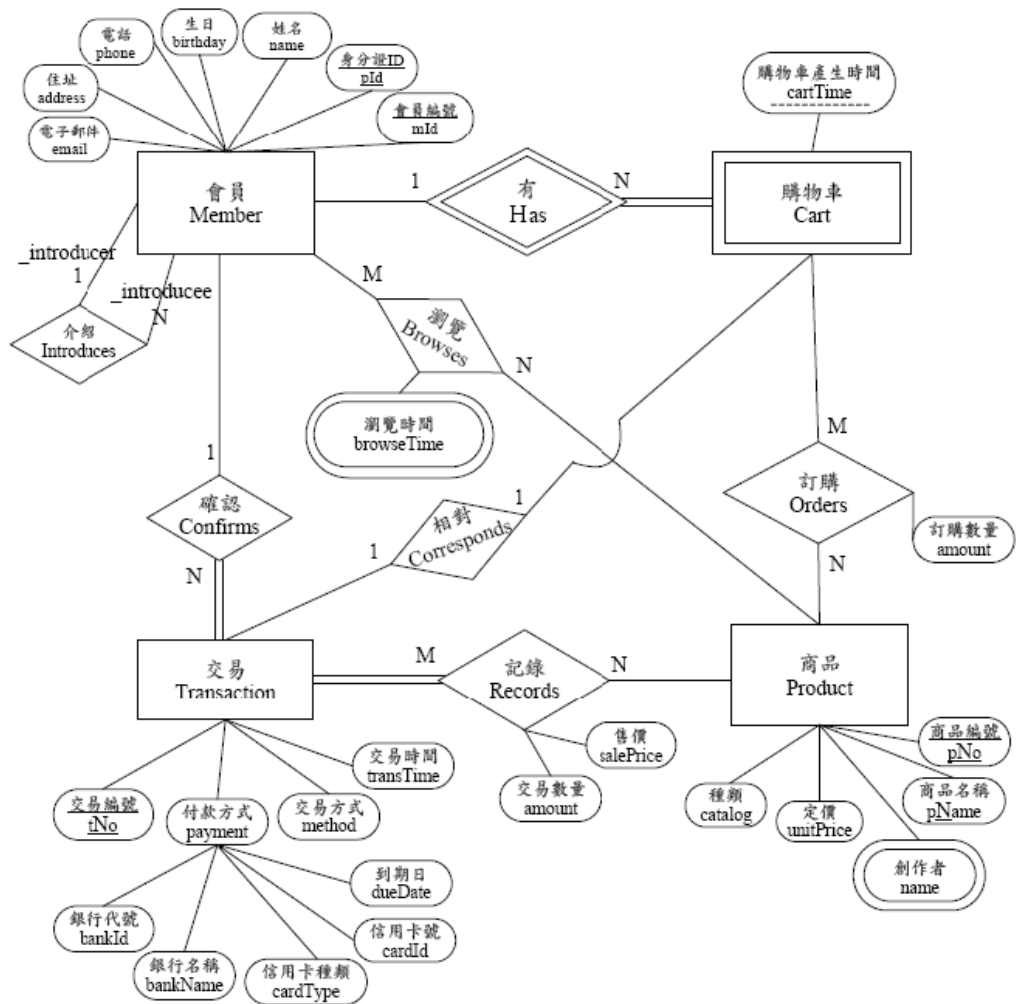 電話
phone
生日
birthday
姓名
name
身分證ID
pId
住址
address
會員編號
mId
電子郵件
email
購物車產生時間
cartTime
會員
Member
1
有
Has
N
購物車
Cart
_introducer
1
_introducee
N
介紹
Introduces
M
瀏覽
Browses
N
瀏覽時間
browseTime
M
訂購
Orders
訂購數量
amount
N
1
確認
Confirms
N
1
相對
Corresponds
1
交易
Transaction
M
記錄
Records
N
商品
Product
售價
salePrice
交易數量
amount
交易時間
transTime
交易編號
tNo
付款方式
payment
交易方式
method
商品編號
pNo
種類
catalog
定價
unitPrice
商品名稱
pName
創作者
name
到期日
dueDate
銀行代號
bankId
信用卡號
cardId
銀行名稱
bankName
信用卡種類
cardType